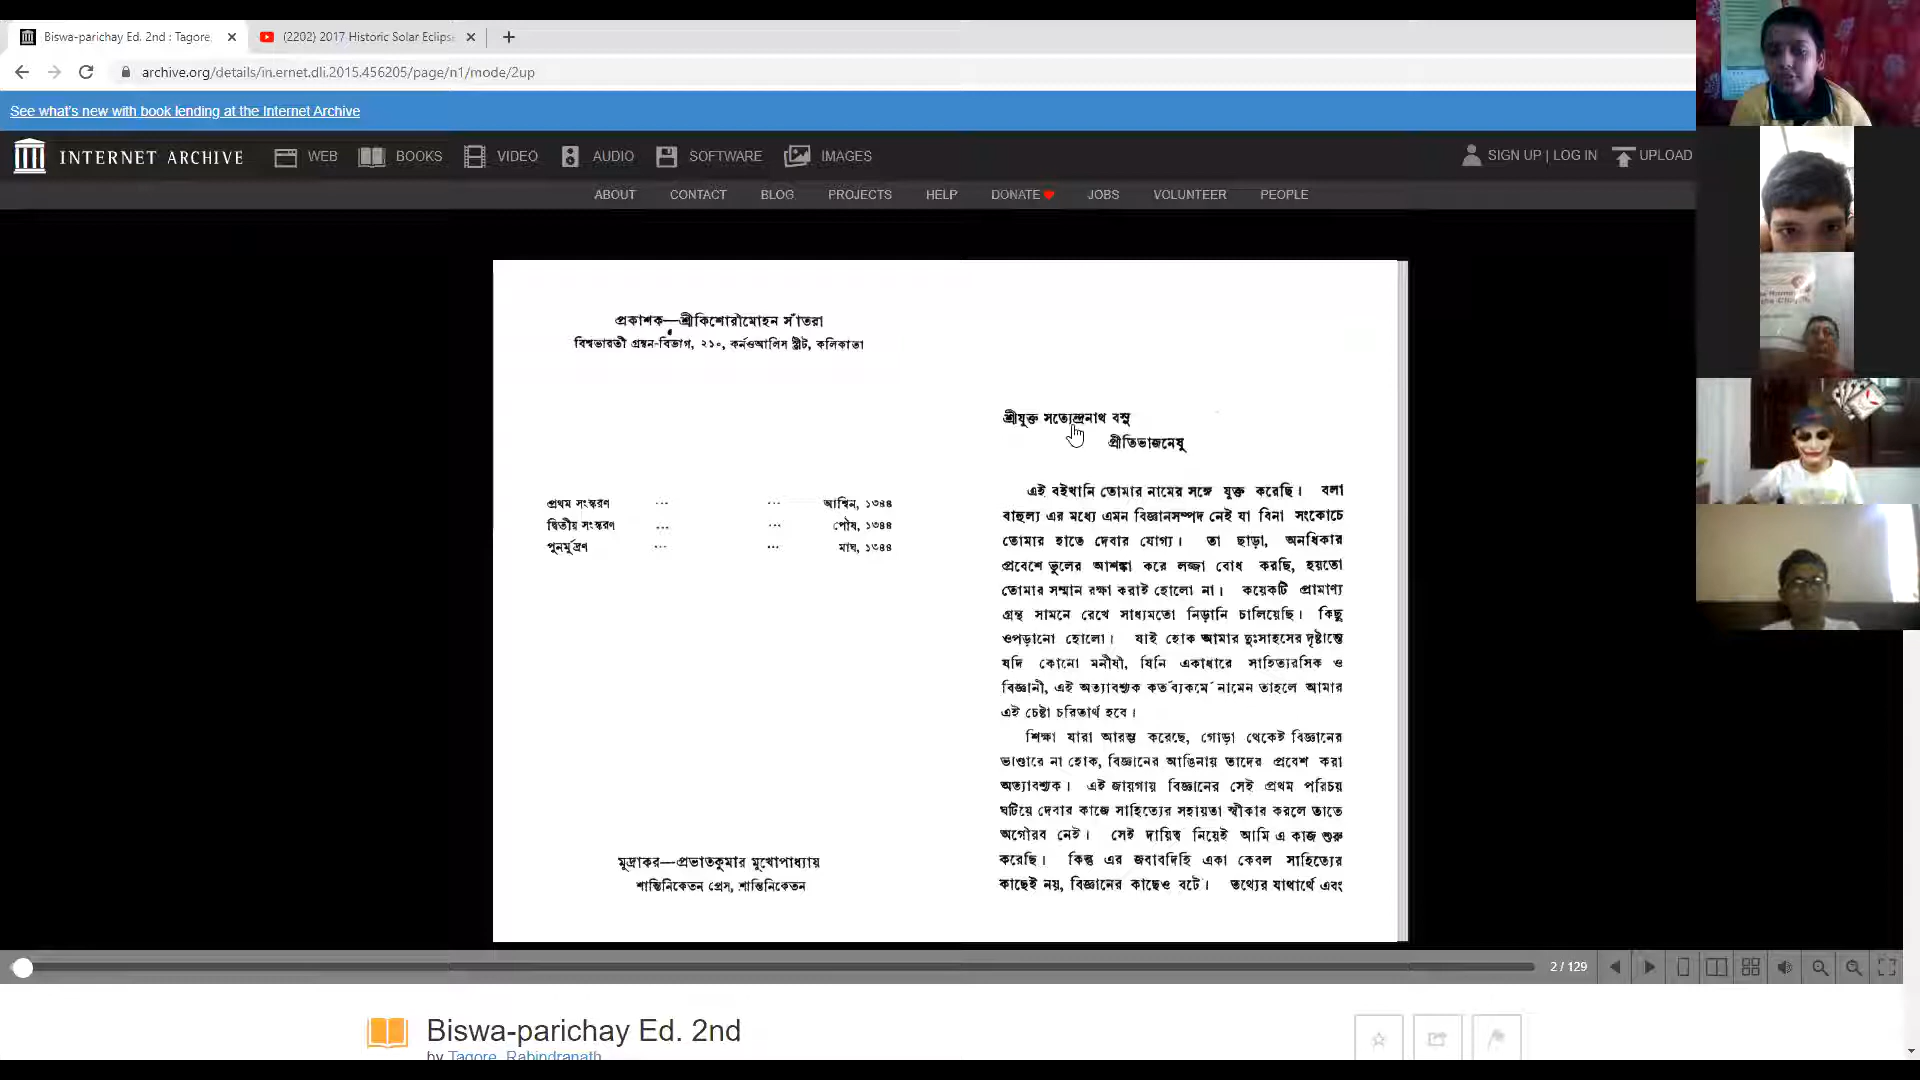 Biswa-parichay Ed. 2nd : Tagore,
(2202) 2017 Historic Solar Eclips
archive.org/details/in.ernet.dli.2015.456205/page/n1/mode/2up
See what's new with book lending at the Internet Archive
INTERNET ARCHIVE
WEB
BOOKS
VIDEO
AUDIO
SOFTWARE
IMAGES
SIGN UP | LOG IN
UPLOAD
ABOUT
CONTACT
BLOG
PROJECTS
HELP
DONATE
JOBS
VOLUNTEER
PEOPLE
প্রকাশক—শ্রীকিশোরীমোহন সাঁতরা
বিশ্বভারতী গ্রন্থন-বিভাগ, ২১০, কর্নওআলিস স্ট্রীট, কলিকাতা
প্রথম সংস্করণ ... ... আশ্বিন, ১৩৪৪
দ্বিতীয় সংস্করণ ... ... পৌষ, ১৩৪৪
পুনর্মুদ্রণ ... ... মাঘ, ১৩৪৪
মুদ্রাকর—প্রভাতকুমার মুখোপাধ্যায়
শান্তিনিকেতন প্রেস, শান্তিনিকেতন
শ্রীযুক্ত সত্যেন্দ্রনাথ বসু
প্রীতিভাজনেষু
এই বইখানি তোমার নামের সঙ্গে যুক্ত করেছি। বলা
বাহুল্য এর মধ্যে এমন বিজ্ঞানসম্পদ নেই যা বিনা সংকোচে
তোমার হাতে দেবার যোগ্য। তা ছাড়া, অনধিকার
প্রবেশে ভুলের আশঙ্কা করে লজ্জা বোধ করছি, হয়তো
তোমার সম্মান রক্ষা করাই হোলো না। কয়েকটি প্রামাণ্য
গ্রন্থ সামনে রেখে সাধ্যমতো নিড়ানি চালিয়েছি। কিছু
ওপড়ানো হোলো। যাই হোক আমার দুঃসাহসের দৃষ্টান্তে
যদি কোনো মনীষী, যিনি একাধারে সাহিত্যরসিক ও
বিজ্ঞানী, এই অত্যাবশ্যক কর্তব্যকর্মে নামেন তাহলে আমার
এই চেষ্টা চরিতার্থ হবে।
শিক্ষা যারা আরম্ভ করেছে, গোড়া থেকেই বিজ্ঞানের
ভাণ্ডারে না হোক, বিজ্ঞানের আঙিনায় তাদের প্রবেশ করা
অত্যাবশ্যক। এই জায়গায় বিজ্ঞানের সেই প্রথম পরিচয়
ঘটিয়ে দেবার কাজে সাহিত্যের সহায়তা স্বীকার করলে তাতে
অগৌরব নেই। সেই দায়িত্ব নিয়েই আমি এ কাজ শুরু
করেছি। কিন্তু এর জবাবদিহি একা কেবল সাহিত্যের
কাছেই নয়, বিজ্ঞানের কাছেও বটে। তথ্যের যাথার্থে এবং
2 / 129
Biswa-parichay Ed. 2nd
by Tagore, Rabindranath